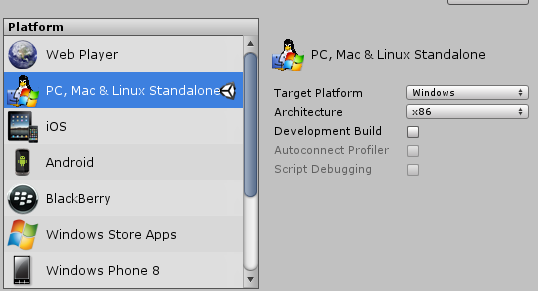 Platform
Web Player
PC, Mac & Linux Standalone
iOS
Android
BlackBerry
Windows Store Apps
Windows Phone 8
PC, Mac & Linux Standalone
Target Platform Windows
Architecture x86
Development Build
Autoconnect Profiler
Script Debugging